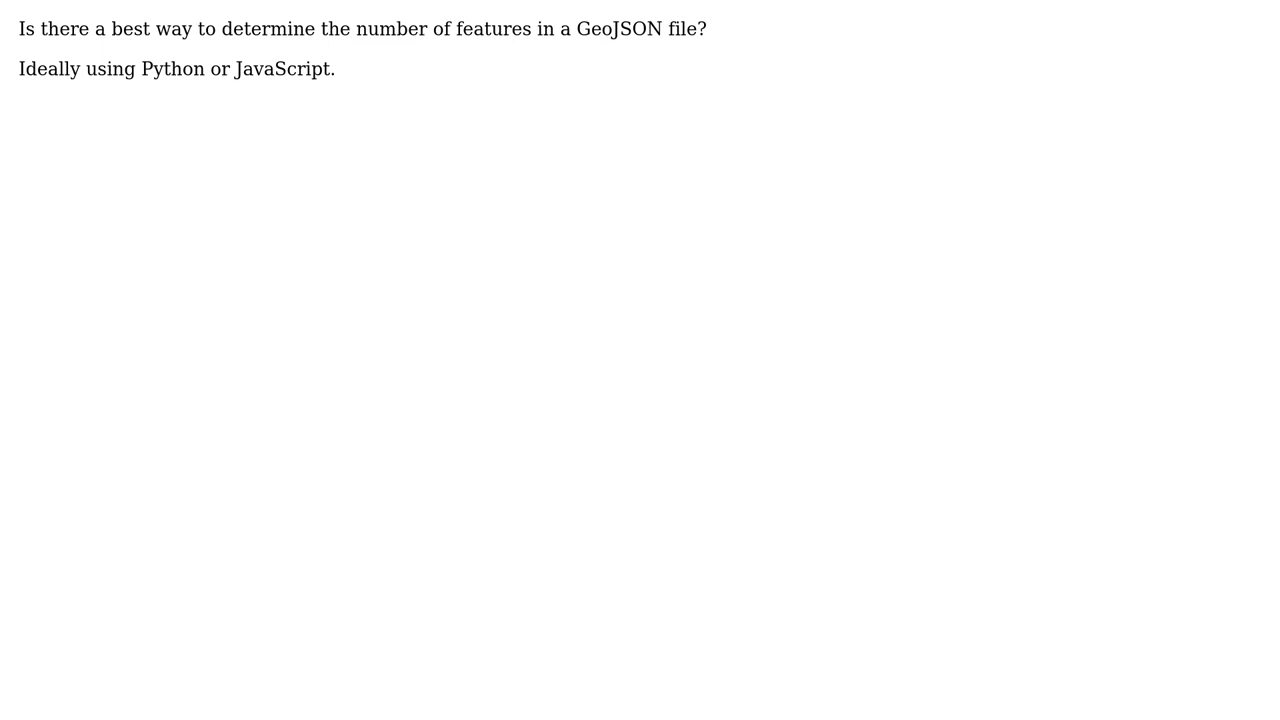 Is there a best way to determine the number of features in a GeoJSON file?
Ideally using Python or JavaScript.